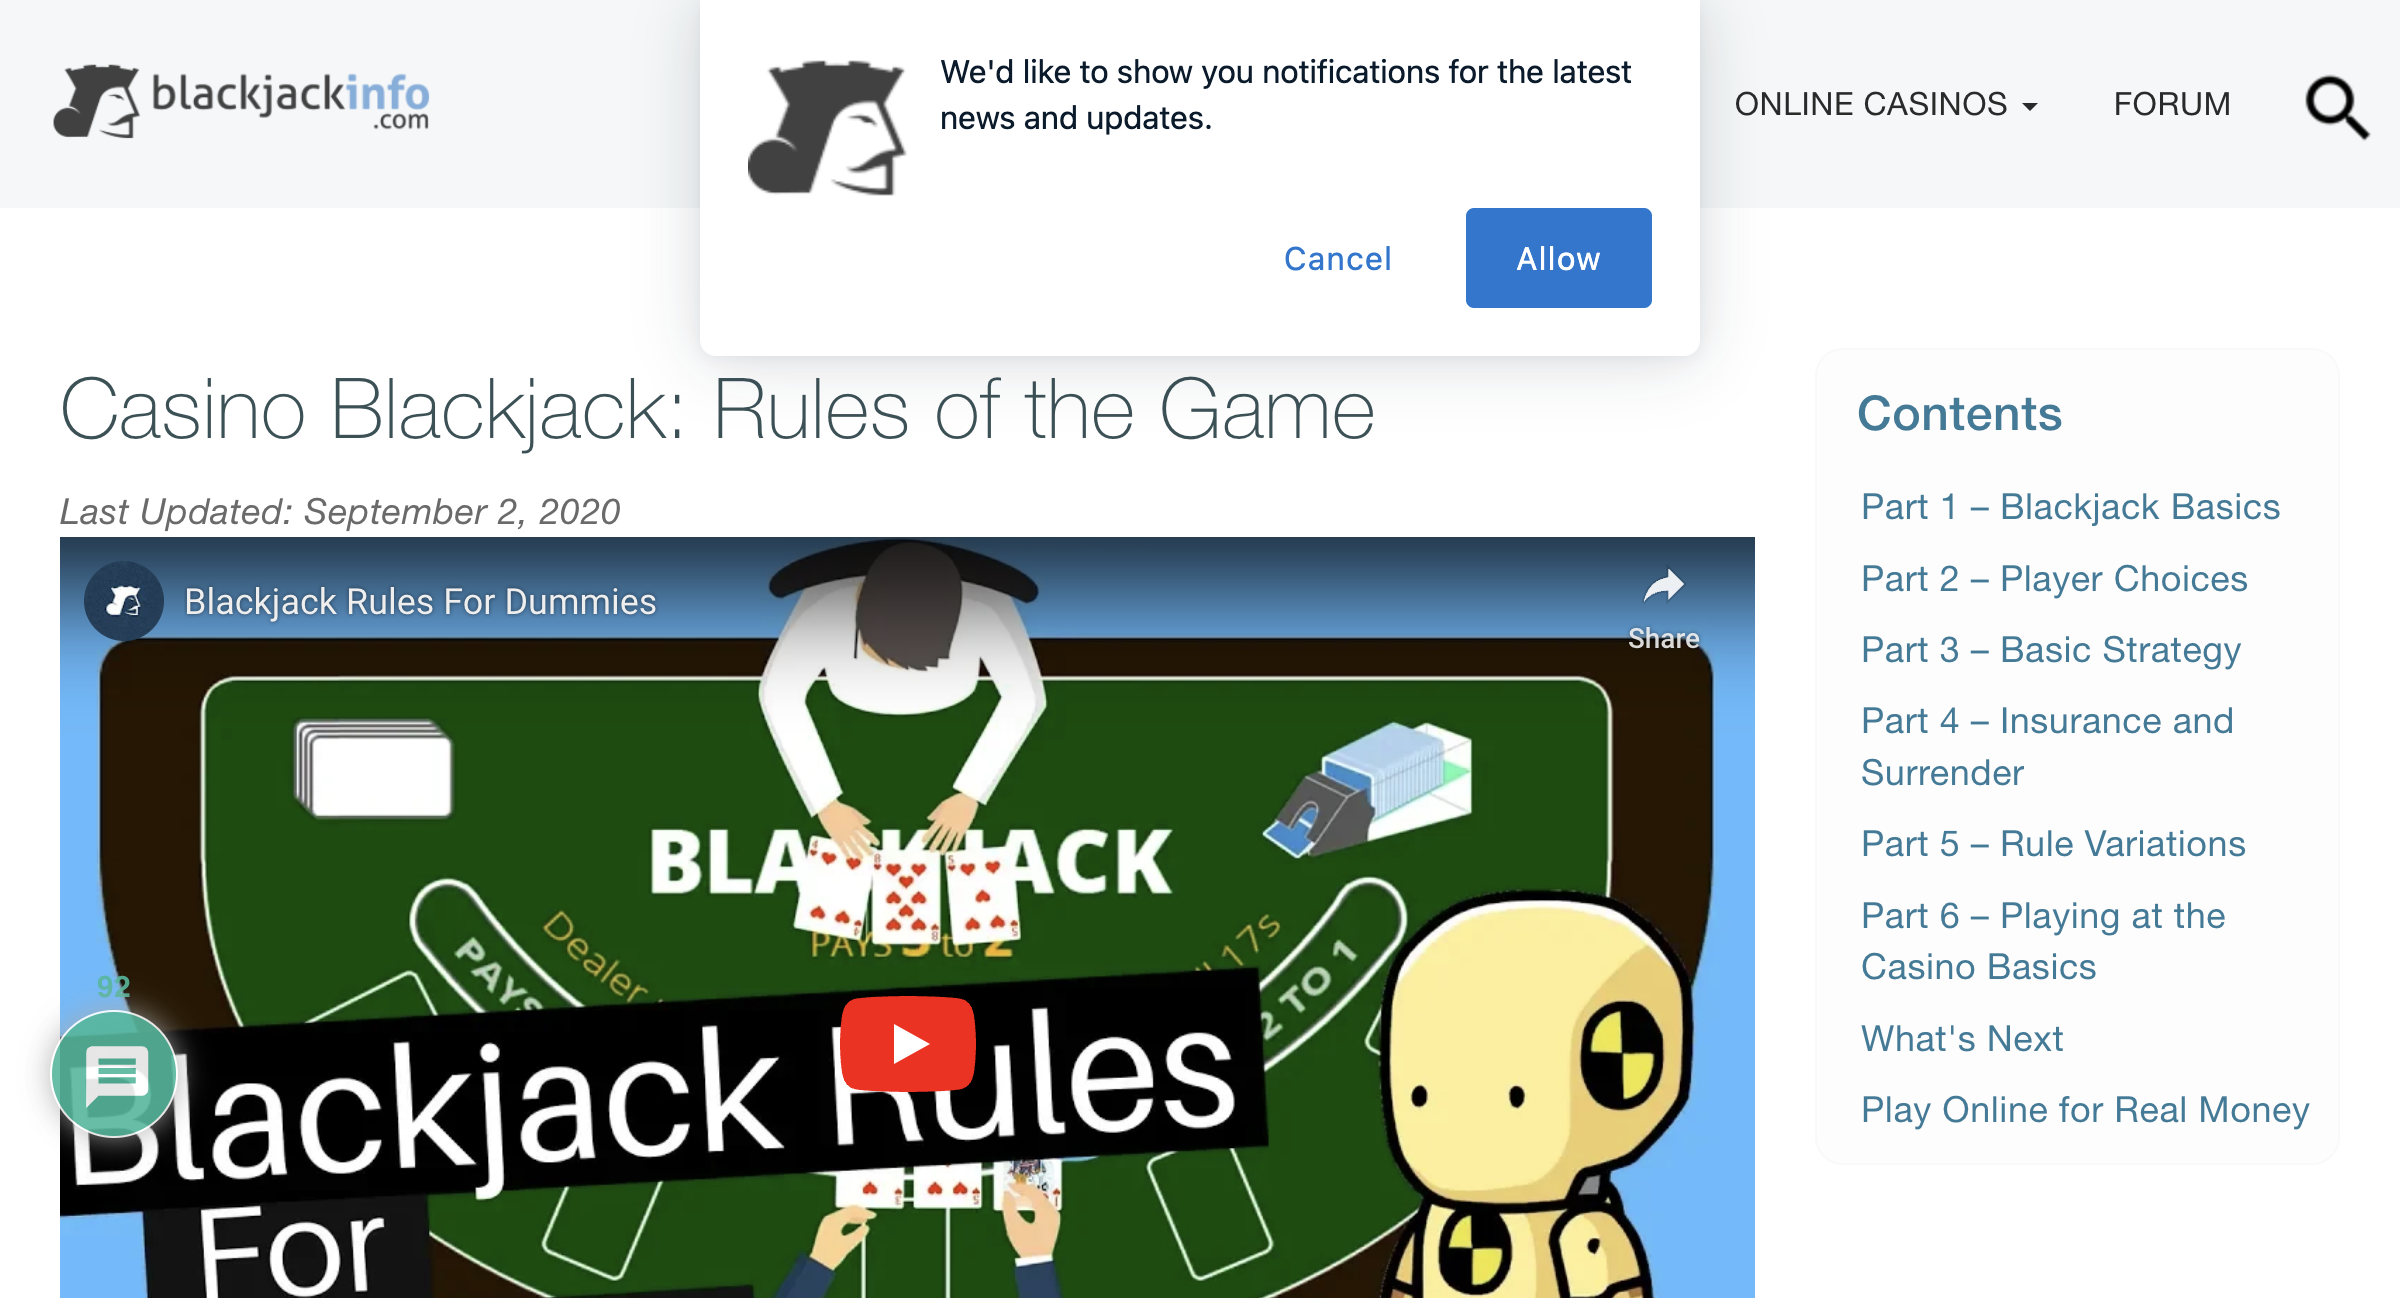 blackjackinfo
.com
We'd like to show you notifications for the latest
news and updates.
Cancel
Allow
ONLINE CASINOS
FORUM
Casino Blackjack: Rules of the Game
Last Updated: September 2, 2020
Blackjack Rules For Dummies
Share
BLACKJACK
PAYS 3 to 2
Dealer
17s
PAYS
2 TO 1
92
Blackjack Rules
For
Contents
Part 1 – Blackjack Basics
Part 2 – Player Choices
Part 3 – Basic Strategy
Part 4 – Insurance and
Surrender
Part 5 – Rule Variations
Part 6 – Playing at the
Casino Basics
What's Next
Play Online for Real Money